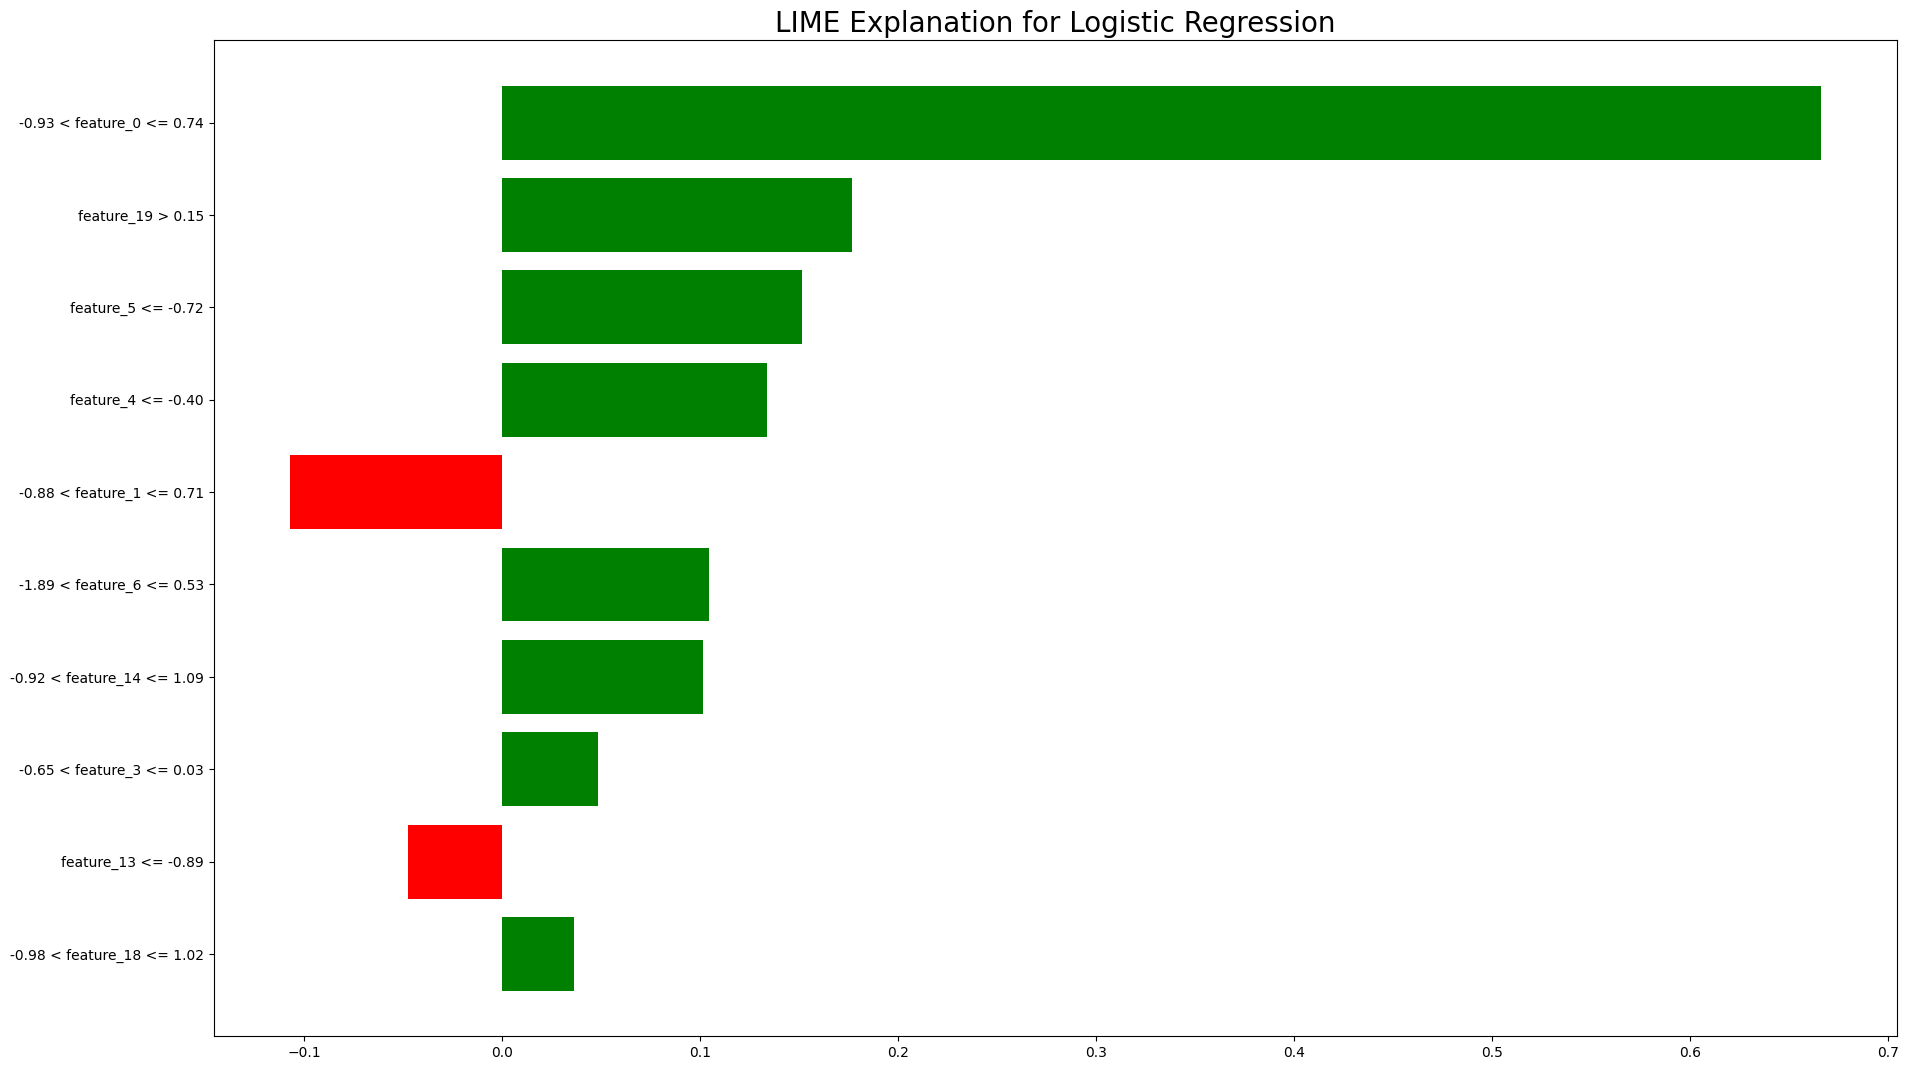 LIME Explanation for Logistic Regression
-0.93 < feature_0 <= 0.74
feature_19 > 0.15
feature_5 <= -0.72
feature_4 <= -0.40
-0.88 < feature_1 <= 0.71
-1.89 < feature_6 <= 0.53
-0.92 < feature_14 <= 1.09
-0.65 < feature_3 <= 0.03
feature_13 <= -0.89
-0.98 < feature_18 <= 1.02
−0.1 0.0 0.1 0.2 0.3 0.4 0.5 0.6 0.7